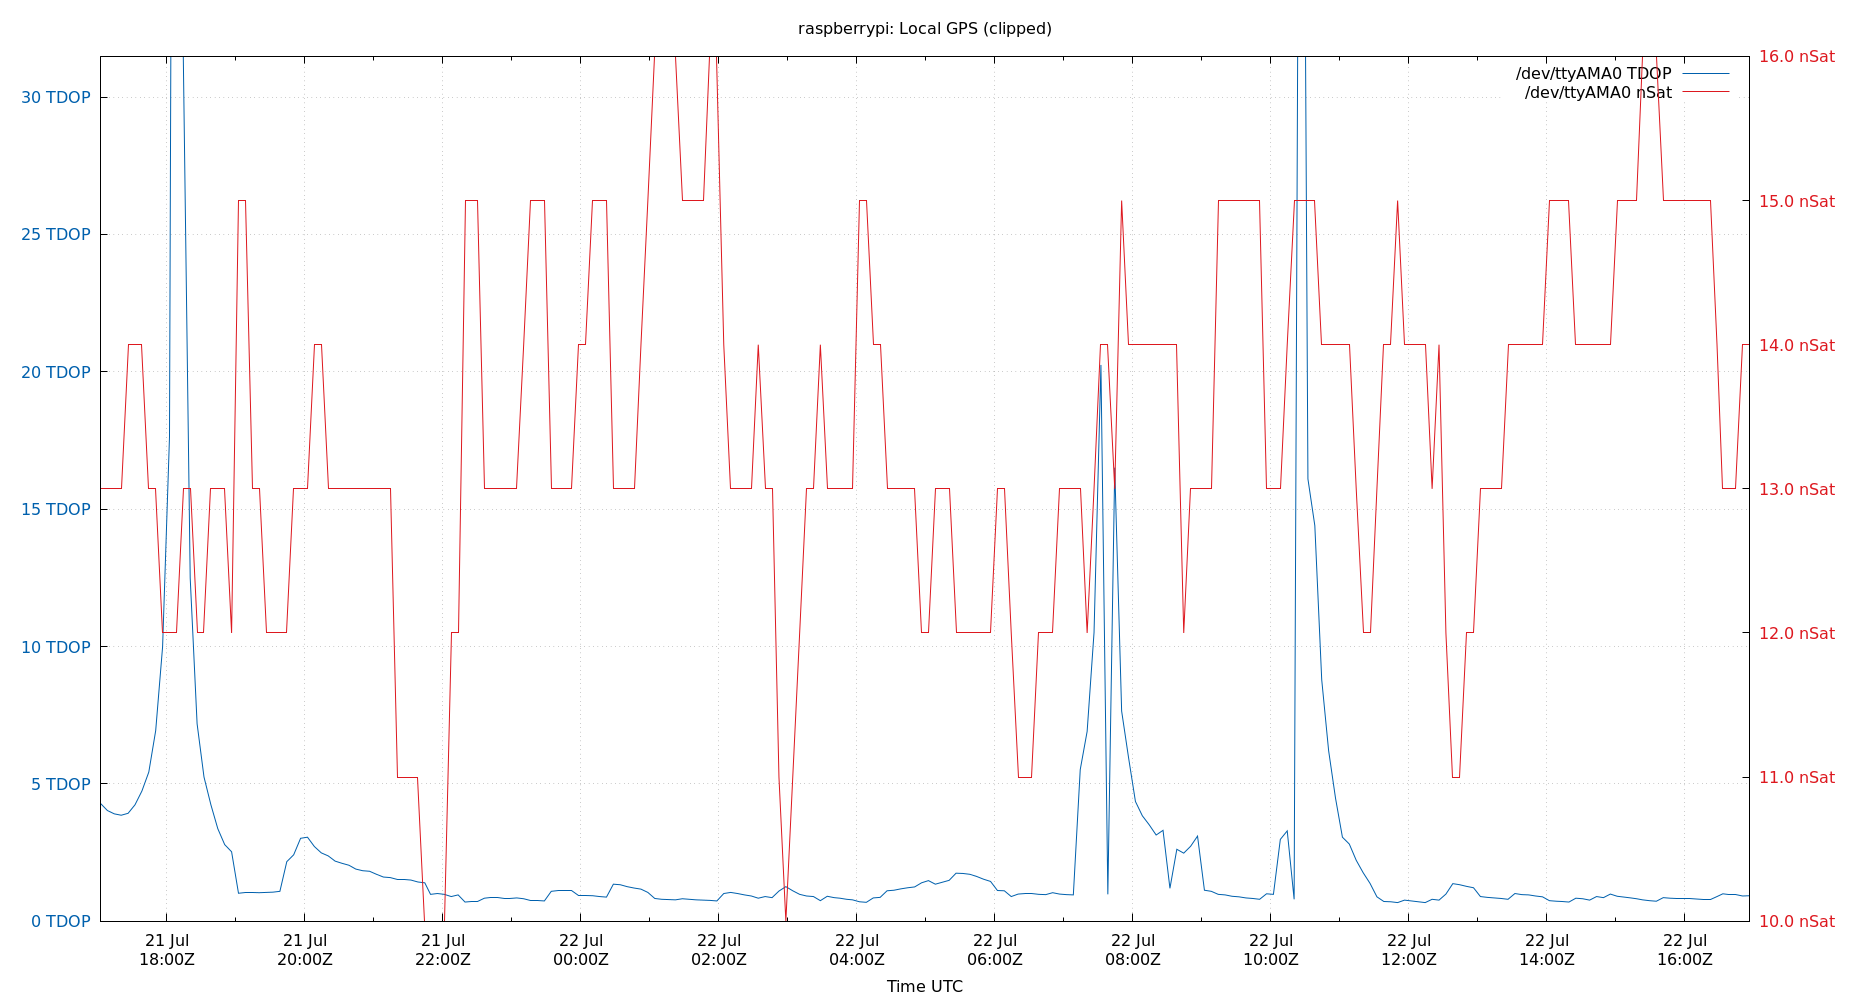 raspberrypi: Local GPS (clipped)
/dev/ttyAMA0 TDOP
/dev/ttyAMA0 nSat
30 TDOP
25 TDOP
20 TDOP
15 TDOP
10 TDOP
5 TDOP
0 TDOP
16.0 nSat
15.0 nSat
14.0 nSat
13.0 nSat
12.0 nSat
11.0 nSat
10.0 nSat
21 Jul
18:00Z
21 Jul
20:00Z
21 Jul
22:00Z
22 Jul
00:00Z
22 Jul
02:00Z
22 Jul
04:00Z
22 Jul
06:00Z
22 Jul
08:00Z
22 Jul
10:00Z
22 Jul
12:00Z
22 Jul
14:00Z
22 Jul
16:00Z
Time UTC